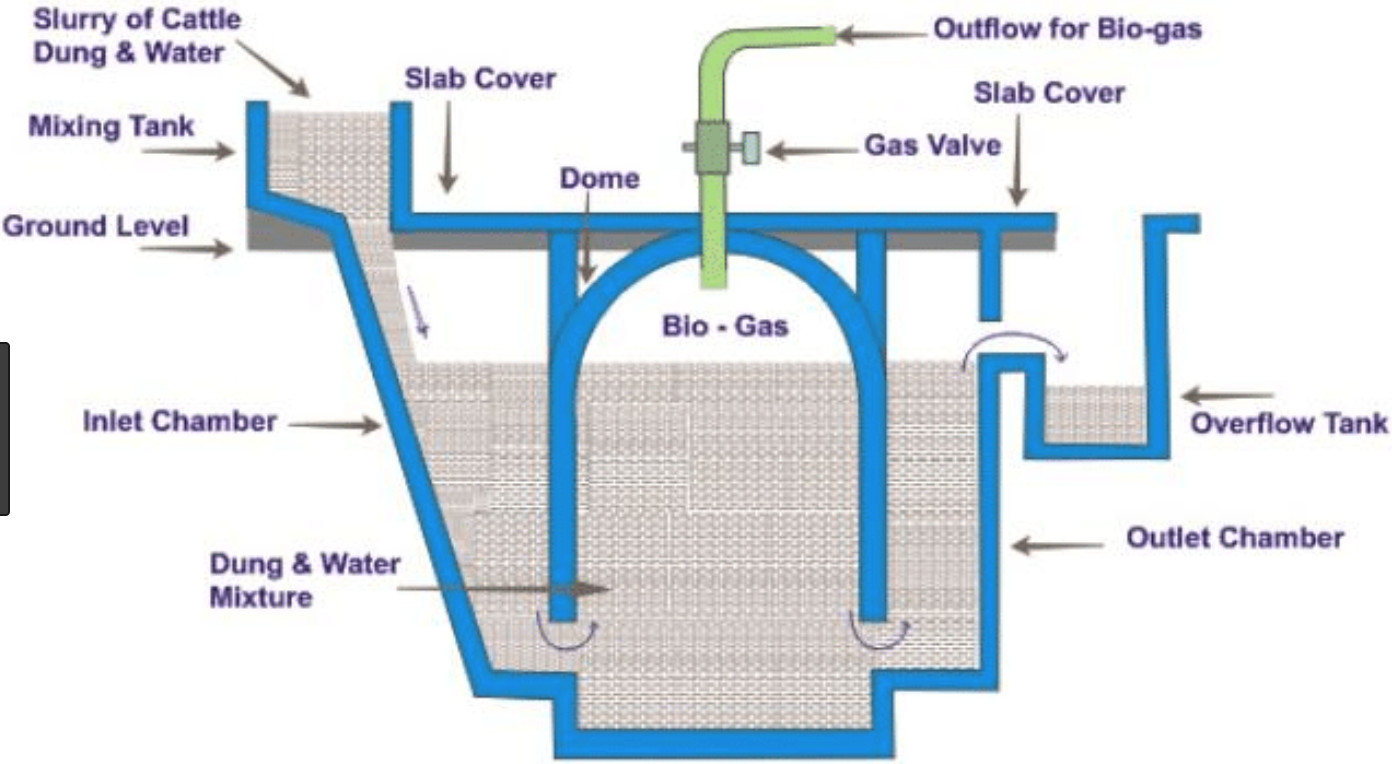 Slurry of Cattle
Dung & Water
Outflow for Bio-gas
Slab Cover
Slab Cover
Mixing Tank
Gas Valve
Dome
Ground Level
Bio - Gas
Inlet Chamber
Overflow Tank
Outlet Chamber
Dung & Water
Mixture